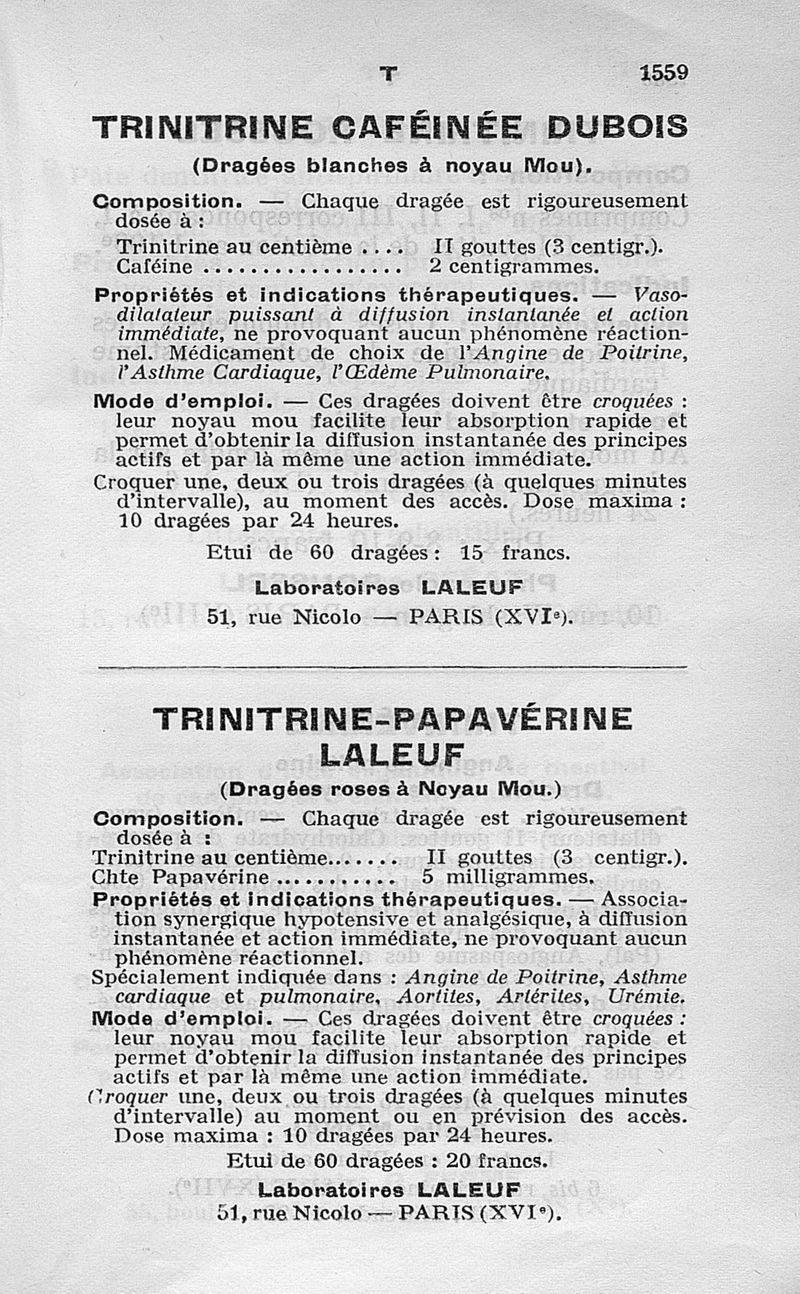 T 1559
TRINITRINE CAFÉINÉE DUBOIS
(Dragées blanches à noyau Mou).
Composition. — Chaque dragée est rigoureusement
dosée à :
Trinitrine au centième .... II gouttes (3 centigr.).
Caféine ................. 2 centigrammes.
Propriétés et indications thérapeutiques. — Vaso-
dilatateur puissant à diffusion instantanée et action
immédiate, ne provoquant aucun phénomène réaction-
nel. Médicament de choix de l'Angine de Poitrine,
l'Asthme Cardiaque, l'Œdème Pulmonaire.
Mode d'emploi. — Ces dragées doivent être croquées :
leur noyau mou facilite leur absorption rapide et
permet d'obtenir la diffusion instantanée des principes
actifs et par là même une action immédiate.
Croquer une, deux ou trois dragées (à quelques minutes
d'intervalle), au moment des accès. Dose maxima :
10 dragées par 24 heures.
Etui de 60 dragées : 15 francs.
Laboratoires LALEUF
51, rue Nicolo — PARIS (XVIe).
TRINITRINE-PAPAVÉRINE
LALEUF
(Dragées roses à Noyau Mou.)
Composition. — Chaque dragée est rigoureusement
dosée à :
Trinitrine au centième....... II gouttes (3 centigr.).
Chte Papavérine ............ 5 milligrammes.
Propriétés et indications thérapeutiques. — Associa-
tion synergique hypotensive et analgésique, à diffusion
instantanée et action immédiate, ne provoquant aucun
phénomène réactionnel.
Spécialement indiquée dans : Angine de Poitrine, Asthme
cardiaque et pulmonaire, Aortites, Artérites, Urémie.
Mode d'emploi. — Ces dragées doivent être croquées :
leur noyau mou facilite leur absorption rapide et
permet d'obtenir la diffusion instantanée des principes
actifs et par là même une action immédiate.
Croquer une, deux ou trois dragées (à quelques minutes
d'intervalle) au moment ou en prévision des accès.
Dose maxima : 10 dragées par 24 heures.
Etui de 60 dragées : 20 francs.
Laboratoires LALEUF
51, rue Nicolo — PARIS (XVIe).